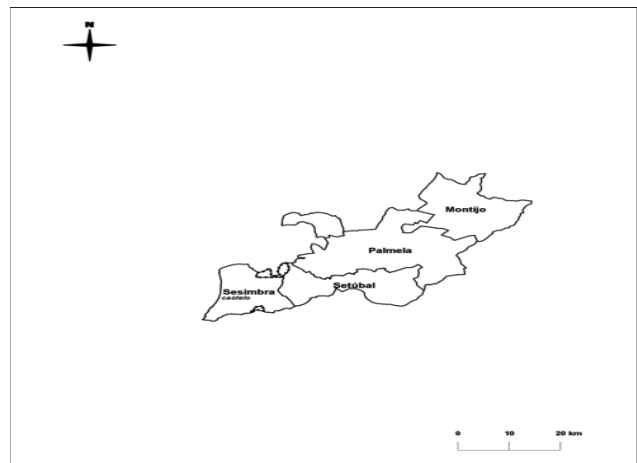 N
Montijo
Palmela
Setúbal
Sesimbra
castelo
0 10 20 km